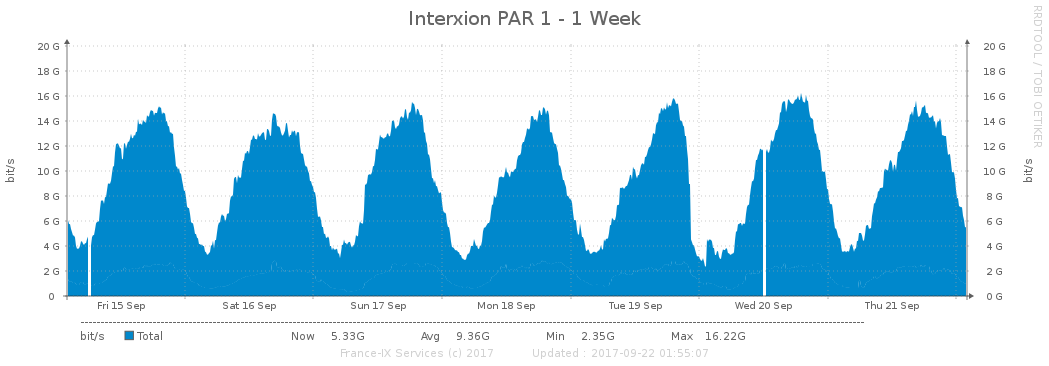 Interxion PAR 1 - 1 Week
RRDTOOL / TOBI OETIKER
20 G 20 G
18 G 18 G
16 G 16 G
14 G 14 G
12 G 12 G
10 G 10 G
8 G 8 G
6 G 6 G
4 G 4 G
2 G 2 G
0 0 G
bit/s bit/s
Fri 15 Sep Sat 16 Sep Sun 17 Sep Mon 18 Sep Tue 19 Sep Wed 20 Sep Thu 21 Sep
bit/s Total Now 5.33G Avg 9.36G Min 2.35G Max 16.22G
France-IX Services (c) 2017 Updated : 2017-09-22 01:55:07